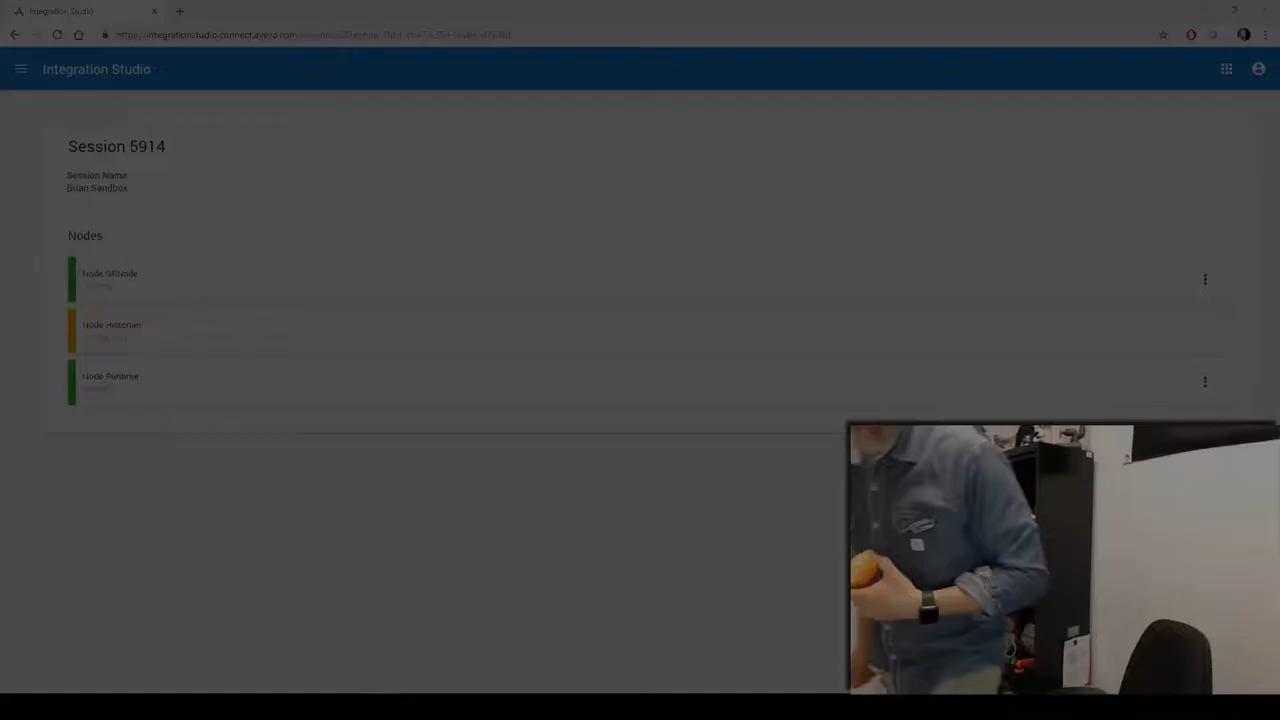 Integration Studio
Integration Studio
Session 5914
Session Name
Brian Sandbox
Nodes
Node GRNode
Node Historian
Node Runtime